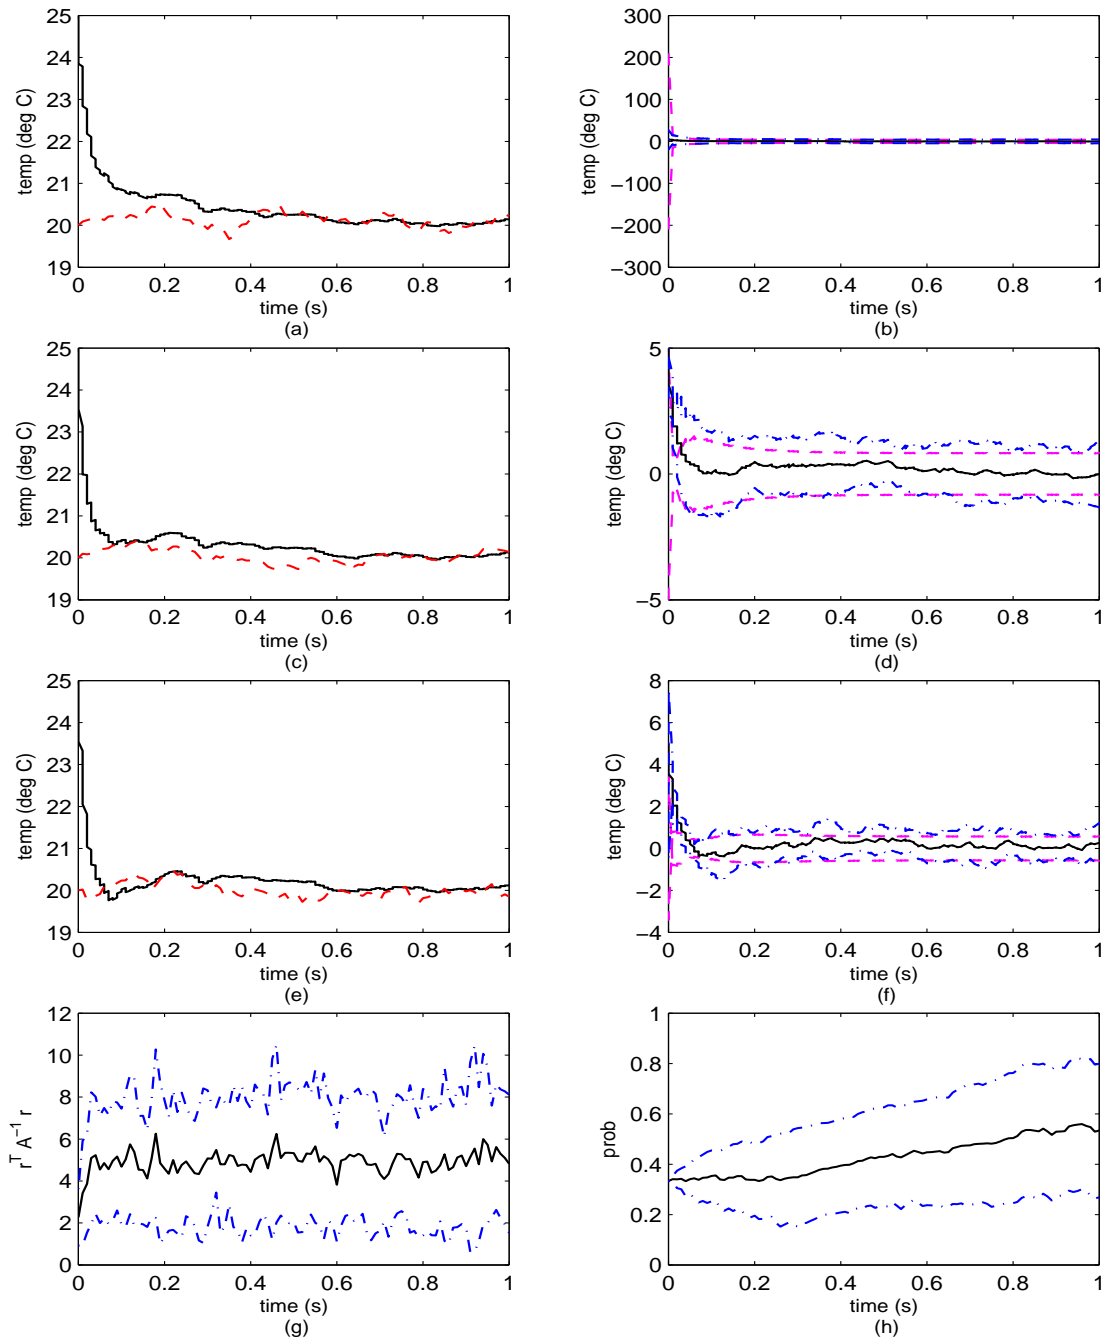 25
24
23
22
21
20
19
temp (deg C)
0 0.2 0.4 0.6 0.8 1
time (s)
(a)
300
200
100
0
−100
−200
−300
temp (deg C)
0 0.2 0.4 0.6 0.8 1
time (s)
(b)
25
24
23
22
21
20
19
temp (deg C)
0 0.2 0.4 0.6 0.8 1
time (s)
(c)
5
0
−5
temp (deg C)
0 0.2 0.4 0.6 0.8 1
time (s)
(d)
25
24
23
22
21
20
19
temp (deg C)
0 0.2 0.4 0.6 0.8 1
time (s)
(e)
8
6
4
2
0
−2
−4
temp (deg C)
0 0.2 0.4 0.6 0.8 1
time (s)
(f)
12
10
8
6
4
2
0
r^T A^−1 r
0 0.2 0.4 0.6 0.8 1
time (s)
(g)
1
0.8
0.6
0.4
0.2
0
prob
0 0.2 0.4 0.6 0.8 1
time (s)
(h)